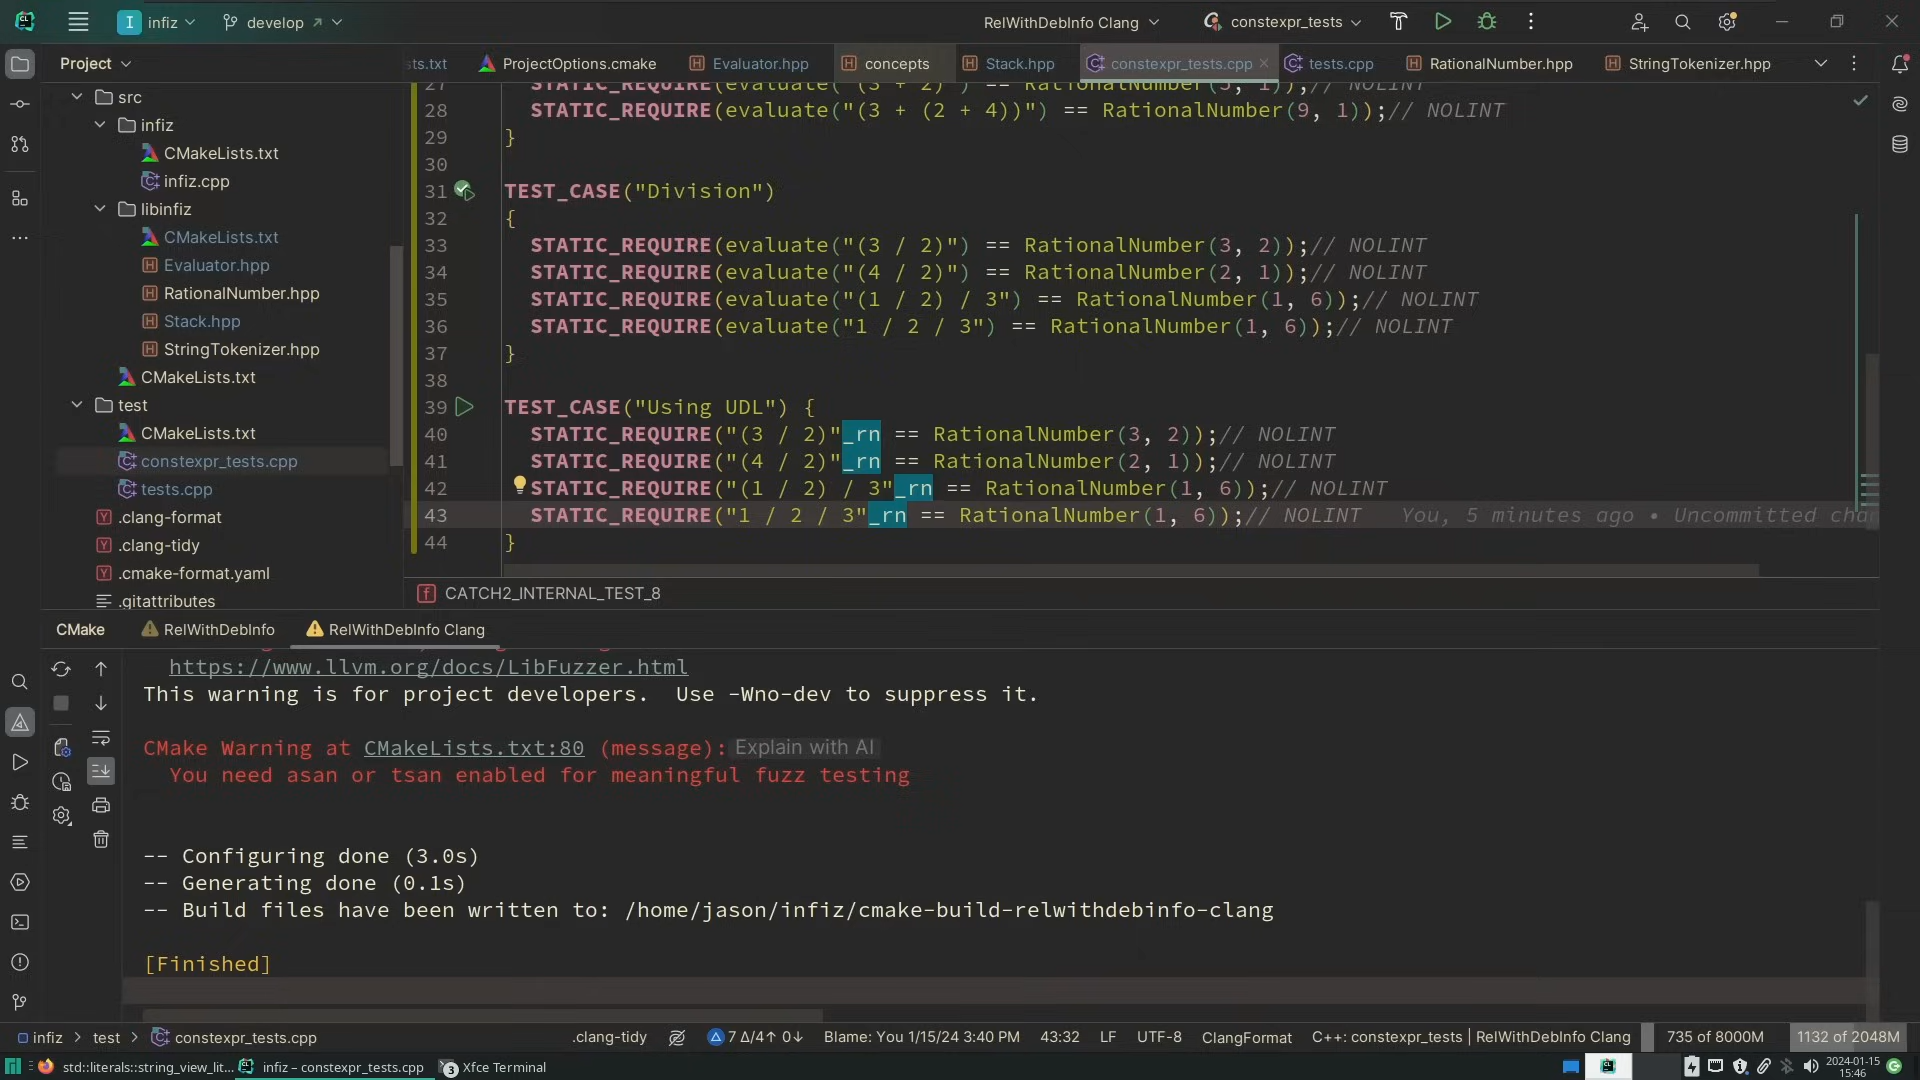 I infiz develop RelWithDebInfo Clang constexpr_tests
Project
sts.txt ProjectOptions.cmake Evaluator.hpp concepts Stack.hpp constexpr_tests.cpp tests.cpp RationalNumber.hpp StringTokenizer.hpp
src
infiz
CMakeLists.txt
infiz.cpp
libinfiz
CMakeLists.txt
Evaluator.hpp
RationalNumber.hpp
Stack.hpp
StringTokenizer.hpp
CMakeLists.txt
test
CMakeLists.txt
constexpr_tests.cpp
tests.cpp
.clang-format
.clang-tidy
.cmake-format.yaml
.gitattributes
27 STATIC_REQUIRE(evaluate("(3 + 2)") == RationalNumber(5, 1));// NOLINT
28 STATIC_REQUIRE(evaluate("(3 + (2 + 4))") == RationalNumber(9, 1));// NOLINT
29 }
30
31 TEST_CASE("Division")
32 {
33 STATIC_REQUIRE(evaluate("(3 / 2)") == RationalNumber(3, 2));// NOLINT
34 STATIC_REQUIRE(evaluate("(4 / 2)") == RationalNumber(2, 1));// NOLINT
35 STATIC_REQUIRE(evaluate("(1 / 2) / 3") == RationalNumber(1, 6));// NOLINT
36 STATIC_REQUIRE(evaluate("1 / 2 / 3") == RationalNumber(1, 6));// NOLINT
37 }
38
39 TEST_CASE("Using UDL") {
40 STATIC_REQUIRE("(3 / 2)"_rn == RationalNumber(3, 2));// NOLINT
41 STATIC_REQUIRE("(4 / 2)"_rn == RationalNumber(2, 1));// NOLINT
42 STATIC_REQUIRE("(1 / 2) / 3"_rn == RationalNumber(1, 6));// NOLINT
43 STATIC_REQUIRE("1 / 2 / 3"_rn == RationalNumber(1, 6));// NOLINT You, 5 minutes ago • Uncommitted cha
44 }
f CATCH2_INTERNAL_TEST_8
CMake RelWithDebInfo RelWithDebInfo Clang
https://www.llvm.org/docs/LibFuzzer.html
This warning is for project developers.  Use -Wno-dev to suppress it.
CMake Warning at CMakeLists.txt:80 (message): Explain with AI
You need asan or tsan enabled for meaningful fuzz testing
-- Configuring done (3.0s)
-- Generating done (0.1s)
-- Build files have been written to: /home/jason/infiz/cmake-build-relwithdebinfo-clang
[Finished]
infiz > test > constexpr_tests.cpp .clang-tidy 7 Δ/4↑ 0↓ Blame: You 1/15/24 3:40 PM 43:32 LF UTF-8 ClangFormat C++: constexpr_tests | RelWithDebInfo Clang 735 of 8000M 1132 of 2048M
std::literals::string_view_lit... infiz – constexpr_tests.cpp 3 Xfce Terminal 2024-01-15
15:46